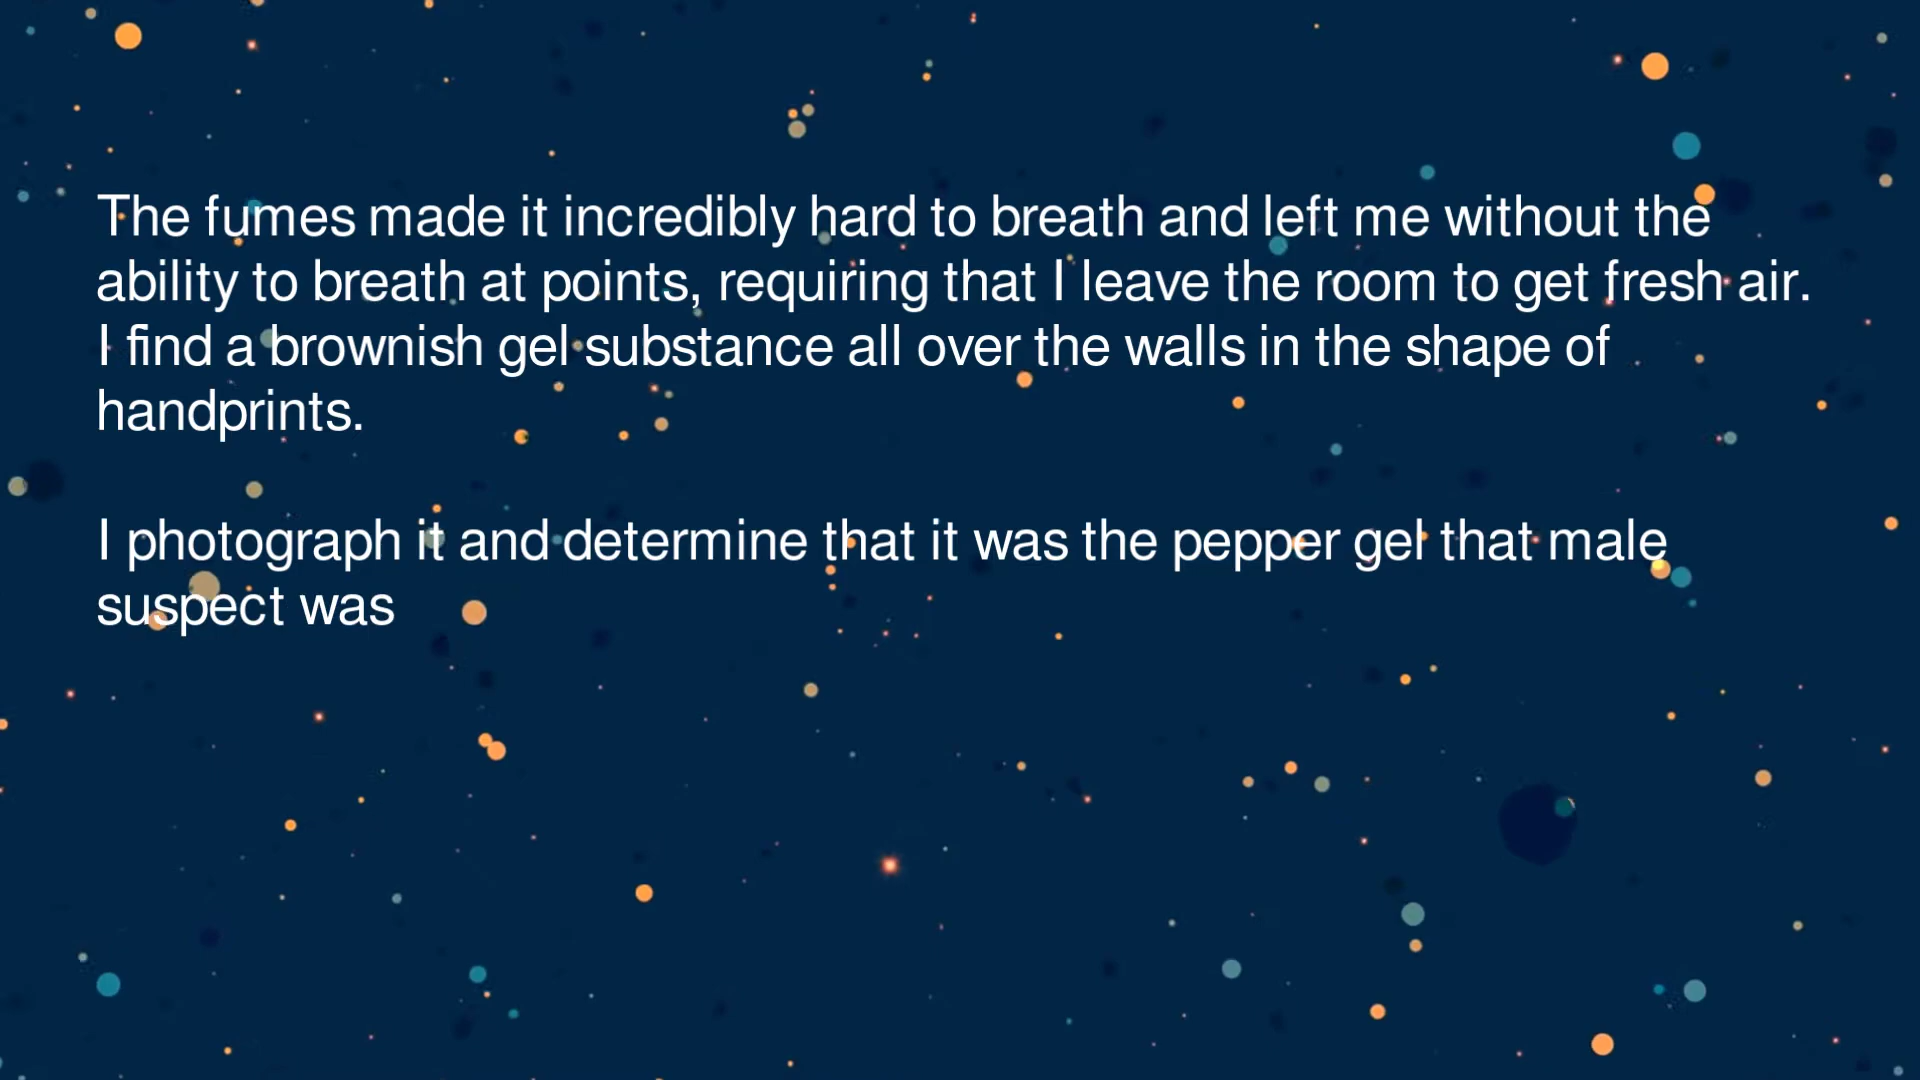 The fumes made it incredibly hard to breath and left me without the
ability to breath at points, requiring that I leave the room to get fresh air.
I find a brownish gel substance all over the walls in the shape of
handprints.
I photograph it and determine that it was the pepper gel that male
suspect was